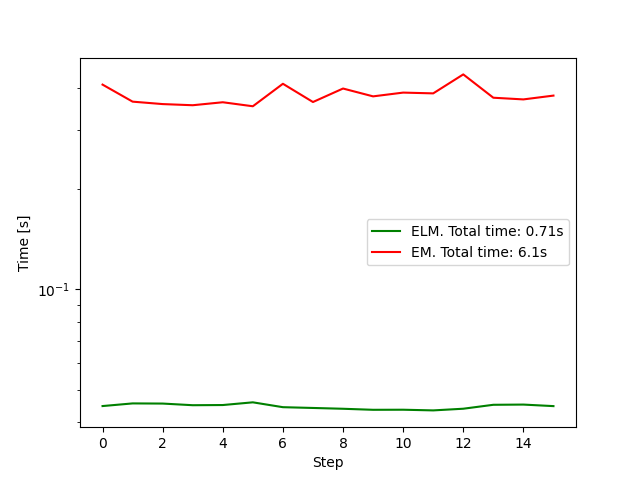 Time [s]
10⁻¹
ELM. Total time: 0.71s
EM. Total time: 6.1s
0 2 4 6 8 10 12 14
Step